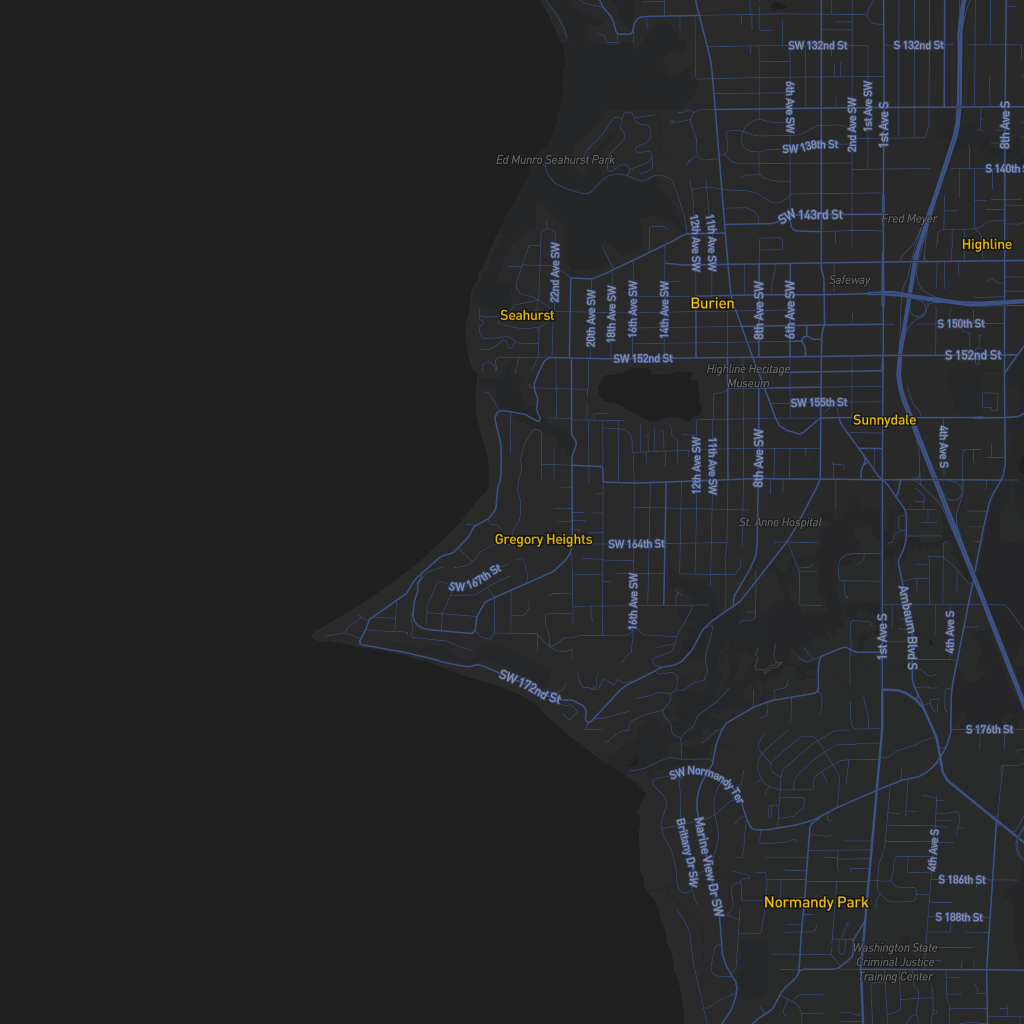 SW 132nd St
S 132nd St
6th Ave SW
2nd Ave SW
1st Ave SW
1st Ave S
8th Ave S
SW 138th St
Ed Munro Seahurst Park
S 140th St
12th Ave SW
11th Ave SW
SW 143rd St
Fred Meyer
Highline
22nd Ave SW
Safeway
20th Ave SW
18th Ave SW
16th Ave SW
14th Ave SW
Burien
8th Ave SW
6th Ave SW
Seahurst
S 150th St
SW 152nd St
S 152nd St
Highline Heritage
Museum
SW 155th St
Sunnydale
12th Ave SW
11th Ave SW
8th Ave SW
4th Ave S
St. Anne Hospital
Gregory Heights
SW 164th St
SW 167th St
16th Ave SW
1st Ave S
Ambaum Blvd S
4th Ave S
SW 172nd St
S 176th St
SW Normandy Ter
Brittany Dr SW
Marine View Dr SW
4th Ave S
S 186th St
Normandy Park
S 188th St
Washington State
Criminal Justice
Training Center